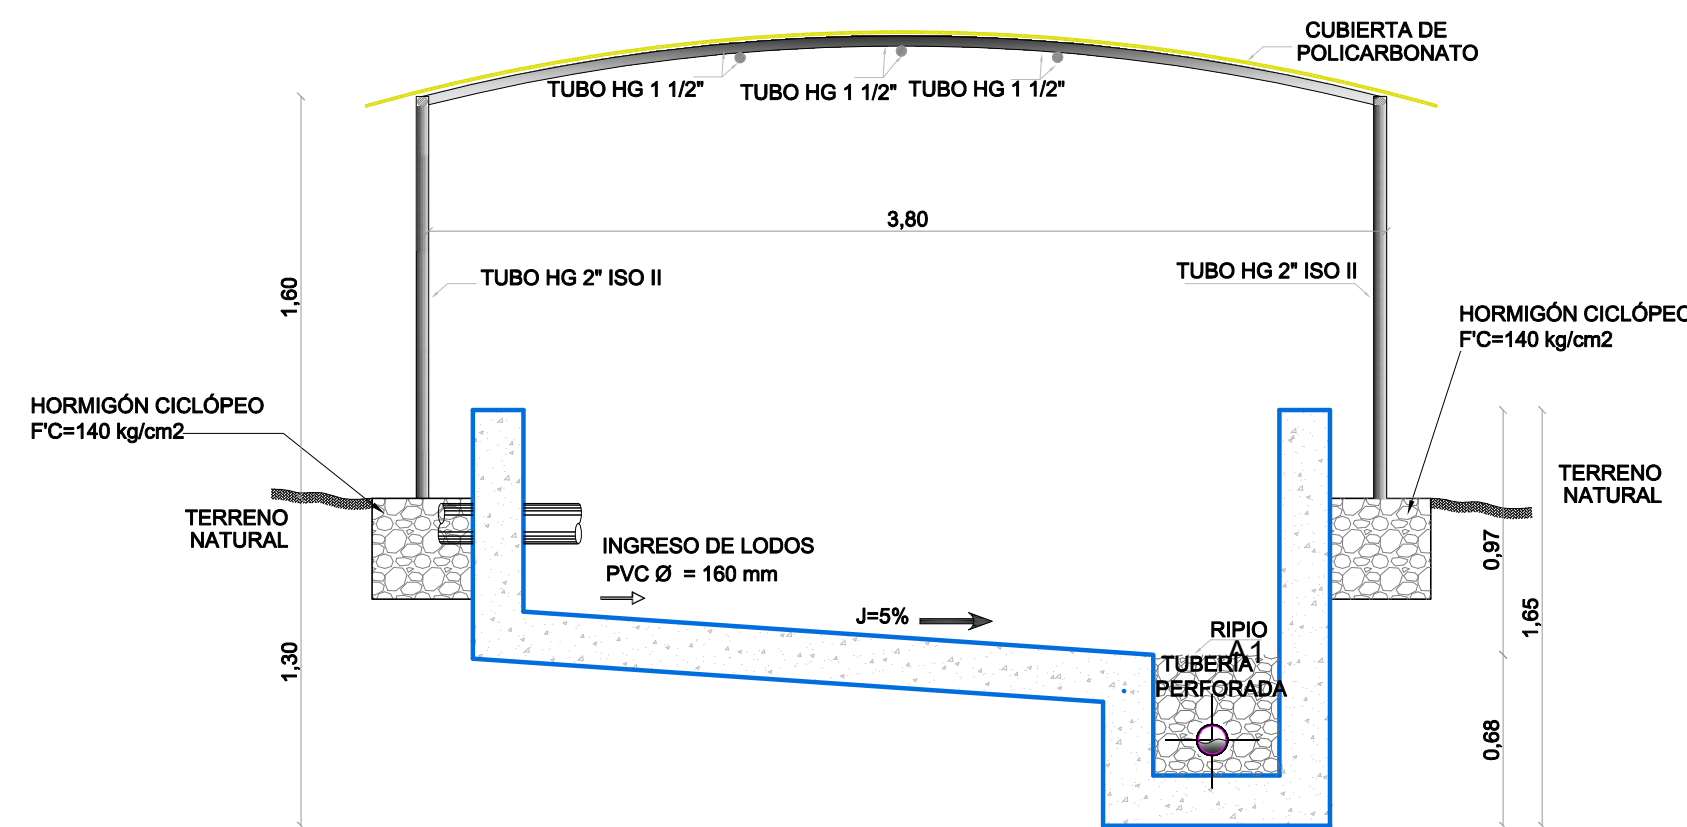 CUBIERTA DE
POLICARBONATO
TUBO HG 1 1/2"
TUBO HG 1 1/2"
TUBO HG 1 1/2"
3,80
TUBO HG 2" ISO II
TUBO HG 2" ISO II
1,60
HORMIGÓN CICLÓPEO
F'C=140 kg/cm2
HORMIGÓN CICLÓPEO
F'C=140 kg/cm2
TERRENO
NATURAL
TERRENO
NATURAL
INGRESO DE LODOS
PVC Ø = 160 mm
J=5%
RIPIO
A1
TUBERÍA
PERFORADA
1,30
0,97
1,65
0,68